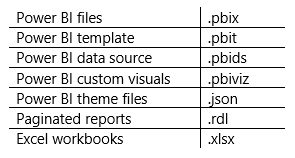 Power BI files .pbix
Power BI template .pbit
Power BI data source .pbids
Power BI custom visuals .pbiviz
Power BI theme files .json
Paginated reports .rdl
Excel workbooks .xlsx